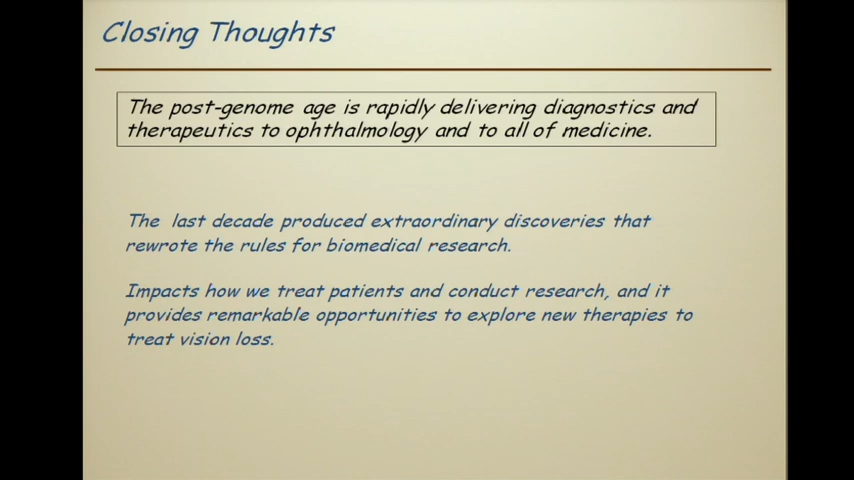 Closing Thoughts
The post-genome age is rapidly delivering diagnostics and
therapeutics to ophthalmology and to all of medicine.
The last decade produced extraordinary discoveries that
rewrote the rules for biomedical research.
Impacts how we treat patients and conduct research, and it
provides remarkable opportunities to explore new therapies to
treat vision loss.